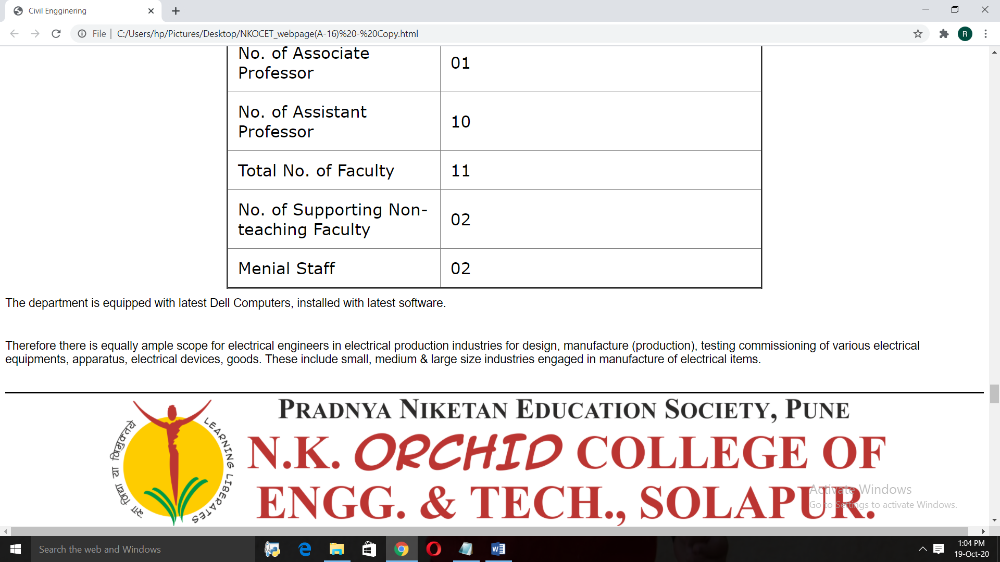 Civil Engginering
File
C:/Users/hp/Pictures/Desktop/NKOCET_webpage(A-16)%20-%20Copy.html
R
No. of Associate
Professor
01
No. of Assistant
Professor
10
Total No. of Faculty
11
No. of Supporting Non-
teaching Faculty
02
Menial Staff
02
The department is equipped with latest Dell Computers, installed with latest software.
Therefore there is equally ample scope for electrical engineers in electrical production industries for design, manufacture (production), testing commissioning of various electrical
equipments, apparatus, electrical devices, goods. These include small, medium & large size industries engaged in manufacture of electrical items.
सा विद्या या विमुक्तये
LEARNING LIBERATES
PRADNYA NIKETAN EDUCATION SOCIETY, PUNE
N.K. ORCHID COLLEGE OF
ENGG. & TECH., SOLAPUR.
Activate Windows
Go to Settings to activate Windows.
Search the web and Windows
1:04 PM
19-Oct-20